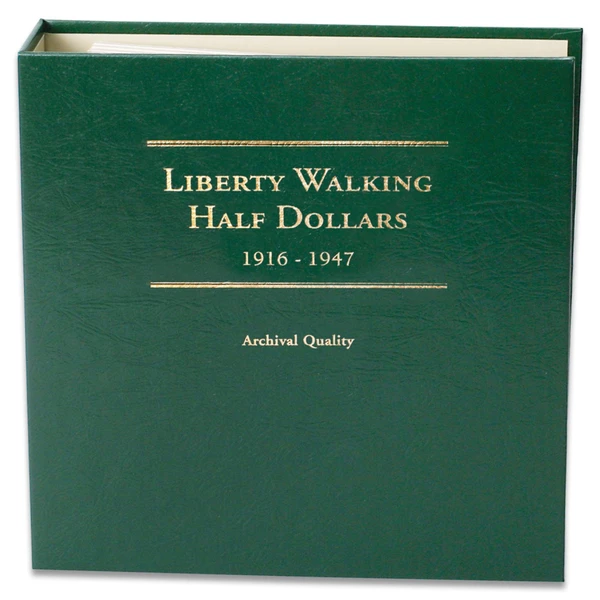 LIBERTY WALKING
HALF DOLLARS
1916 - 1947
Archival Quality